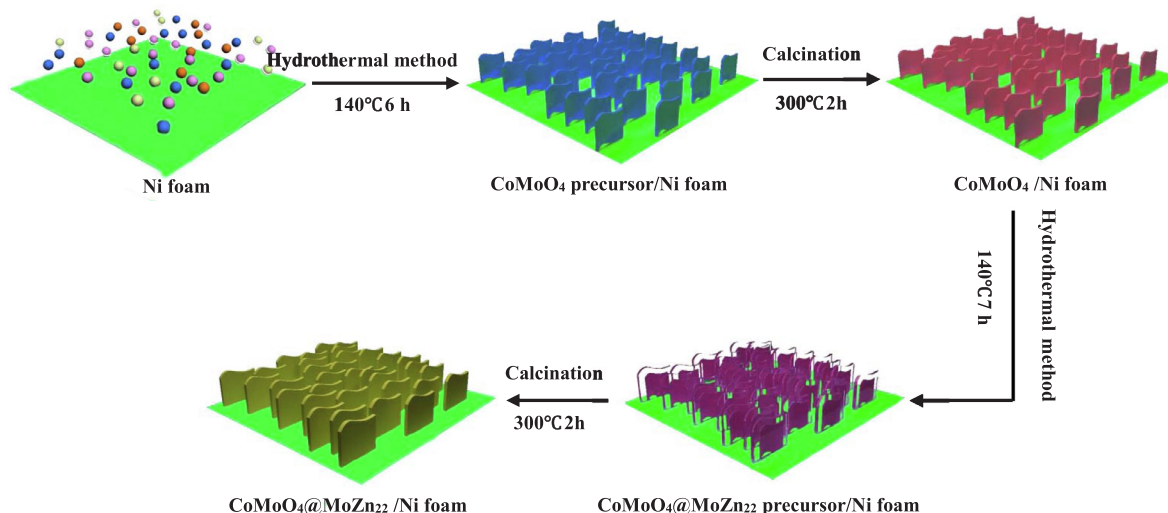 Hydrothermal method
140℃6 h
Ni foam
CoMoO₄ precursor/Ni foam
Calcination
300℃2h
CoMoO₄ /Ni foam
Hydrothermal method
140℃7 h
CoMoO₄@MoZn₂₂ precursor/Ni foam
Calcination
300℃2h
CoMoO₄@MoZn₂₂ /Ni foam